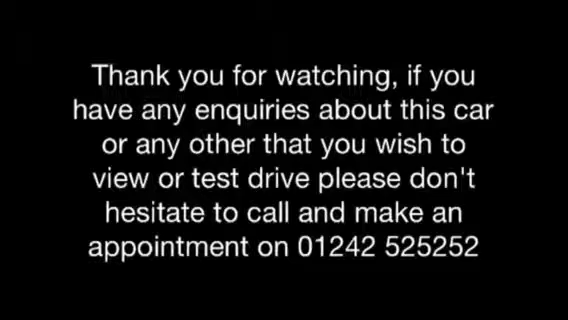 Thank you for watching, if you
have any enquiries about this car
or any other that you wish to
view or test drive please don't
hesitate to call and make an
appointment on 01242 525252